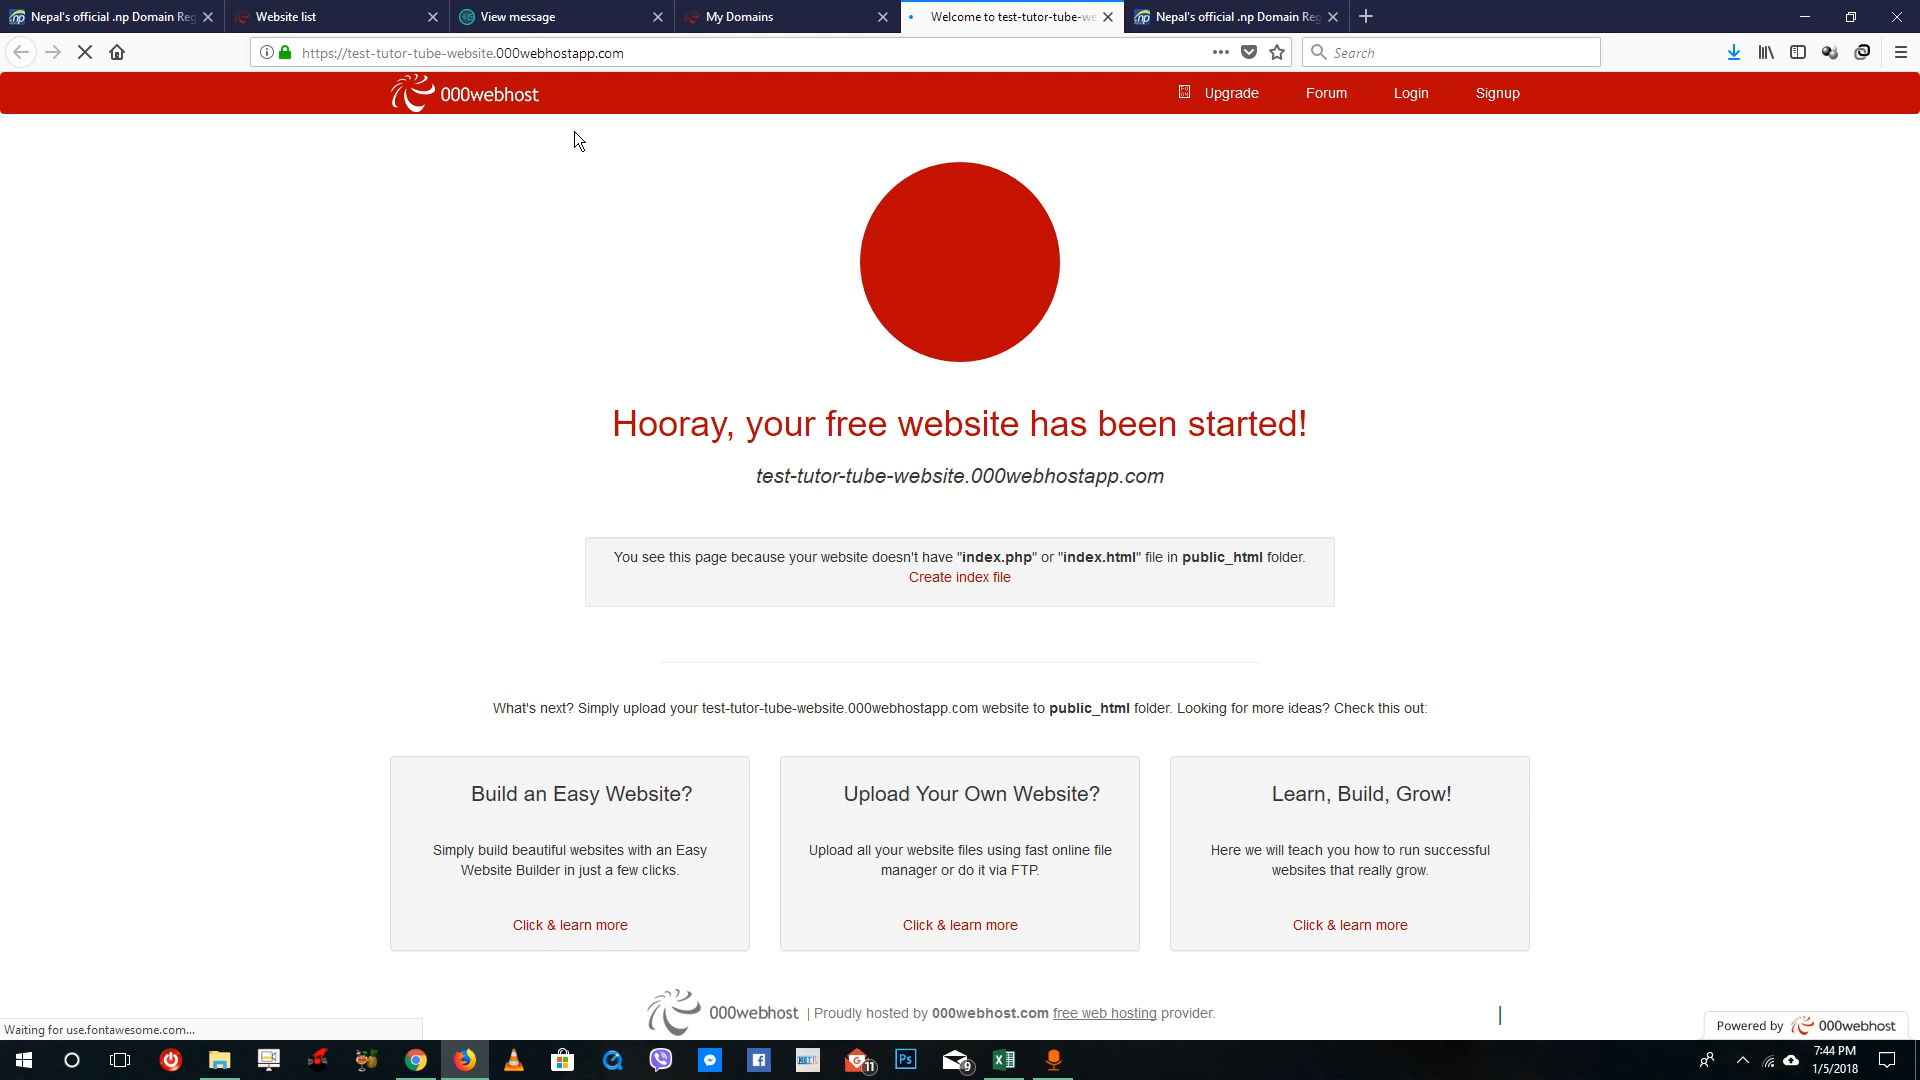 Nepal's official .np Domain Reg
Website list
View message
My Domains
Welcome to test-tutor-tube-we
Nepal's official .np Domain Reg
https://test-tutor-tube-website.000webhostapp.com
Search
000webhost
Upgrade
Forum
Login
Signup
Hooray, your free website has been started!
test-tutor-tube-website.000webhostapp.com
You see this page because your website doesn't have "index.php" or "index.html" file in public_html folder.
Create index file
What's next? Simply upload your test-tutor-tube-website.000webhostapp.com website to public_html folder. Looking for more ideas? Check this out:
Build an Easy Website?
Simply build beautiful websites with an Easy
Website Builder in just a few clicks.
Click & learn more
Upload Your Own Website?
Upload all your website files using fast online file
manager or do it via FTP.
Click & learn more
Learn, Build, Grow!
Here we will teach you how to run successful
websites that really grow.
Click & learn more
000webhost | Proudly hosted by 000webhost.com free web hosting provider.
Powered by 000webhost
Waiting for use.fontawesome.com...
11
Ps
9
7:44 PM
1/5/2018